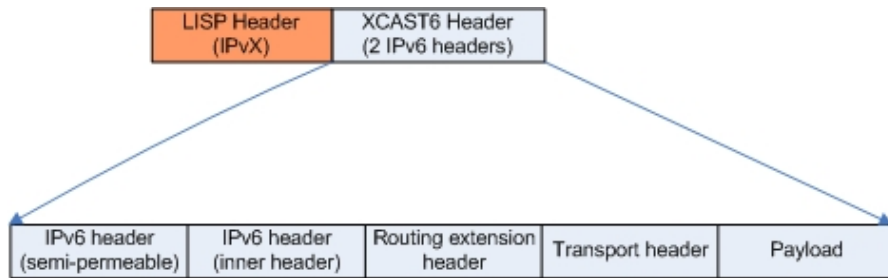 LISP Header
(IPvX)
XCAST6 Header
(2 IPv6 headers)
IPv6 header
(semi-permeable)
IPv6 header
(inner header)
Routing extension
header
Transport header
Payload